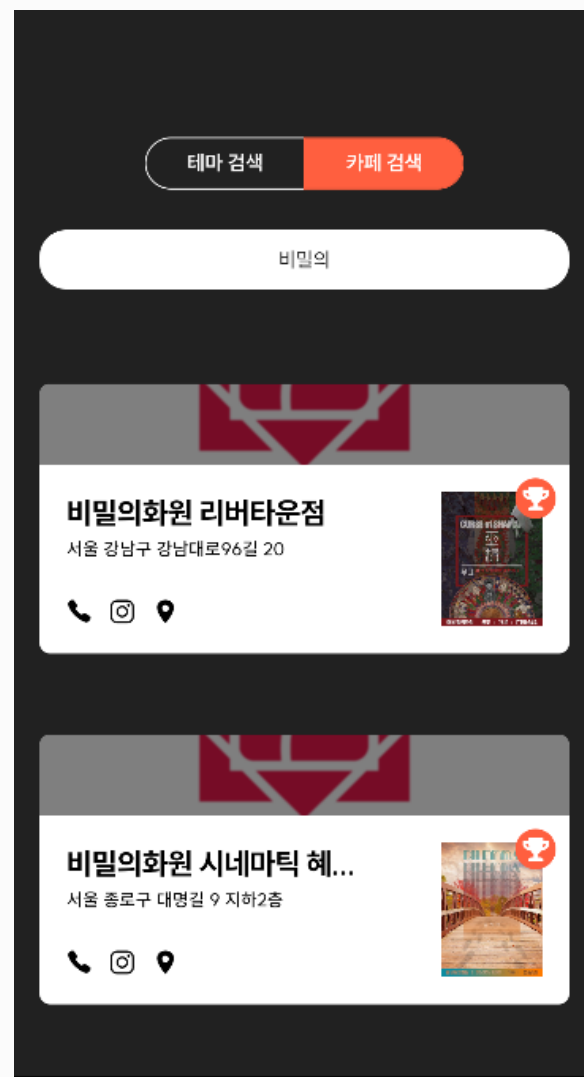 테마 검색
카페 검색
비밀의
비밀의화원 리버타운점
서울 강남구 강남대로96길 20
비밀의화원 시네마틱 혜...
서울 종로구 대명길 9 지하2층